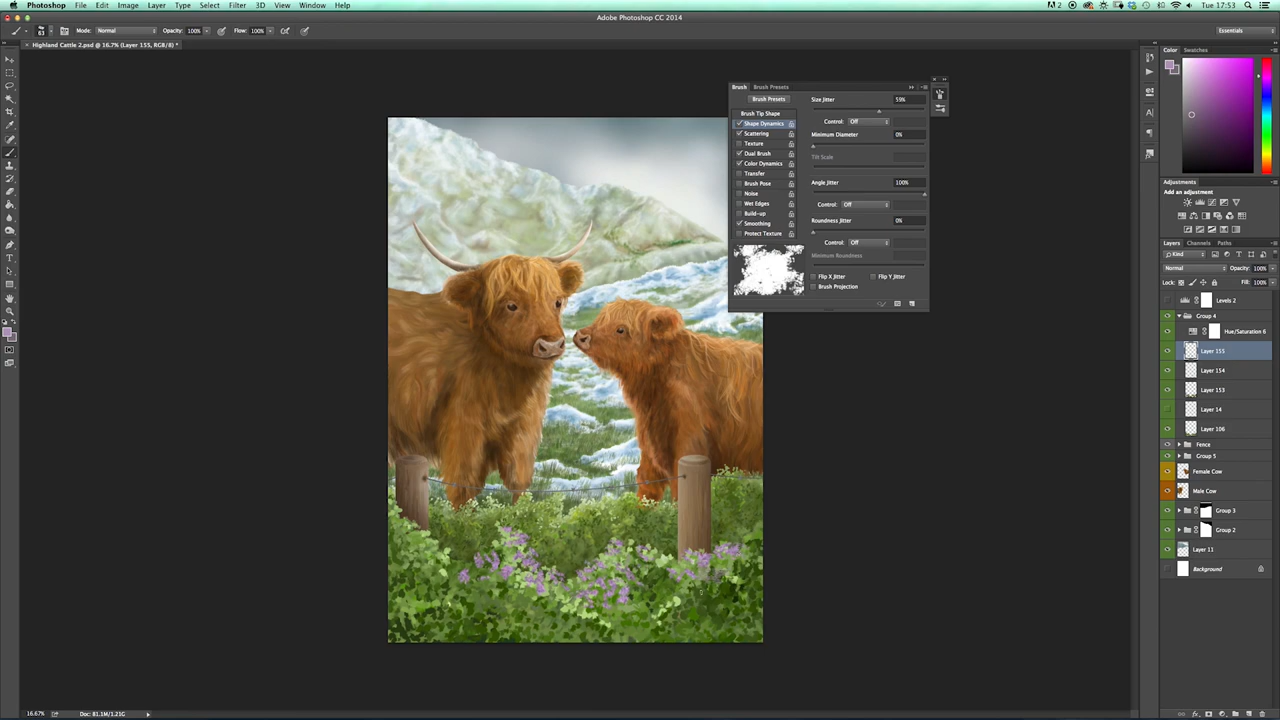 Photoshop File Edit Image Layer Type Select Filter 3D View Window Help
2 Tue 17:53
Adobe Photoshop CC 2014
63 Mode: Normal Opacity: 100% Flow: 100% Essentials
× Highland Cattle 2.psd @ 16.7% (Layer 155, RGB/8) *
Color Swatches
Brush Brush Presets
Brush Presets Size Jitter 59%
Brush Tip Shape
Shape Dynamics Control: Off
Scattering Minimum Diameter 0%
Texture
Dual Brush Tilt Scale
Color Dynamics
Transfer
Brush Pose Angle Jitter 100%
Noise
Wet Edges Control: Off
Build-up
Smoothing Roundness Jitter 0%
Protect Texture
Control: Off
Minimum Roundness
Flip X Jitter Flip Y Jitter
Brush Projection
Adjustments
Add an adjustment
Layers Channels Paths
Kind
Normal Opacity: 100%
Lock: Fill: 100%
Levels 2
Group 4
Hue/Saturation 6
Layer 155
Layer 154
Layer 153
Layer 14
Layer 106
Fence
Group 5
Female Cow
Male Cow
Group 3
Group 2
Layer 11
Background
16.67% Doc: 81.1M/1.21G